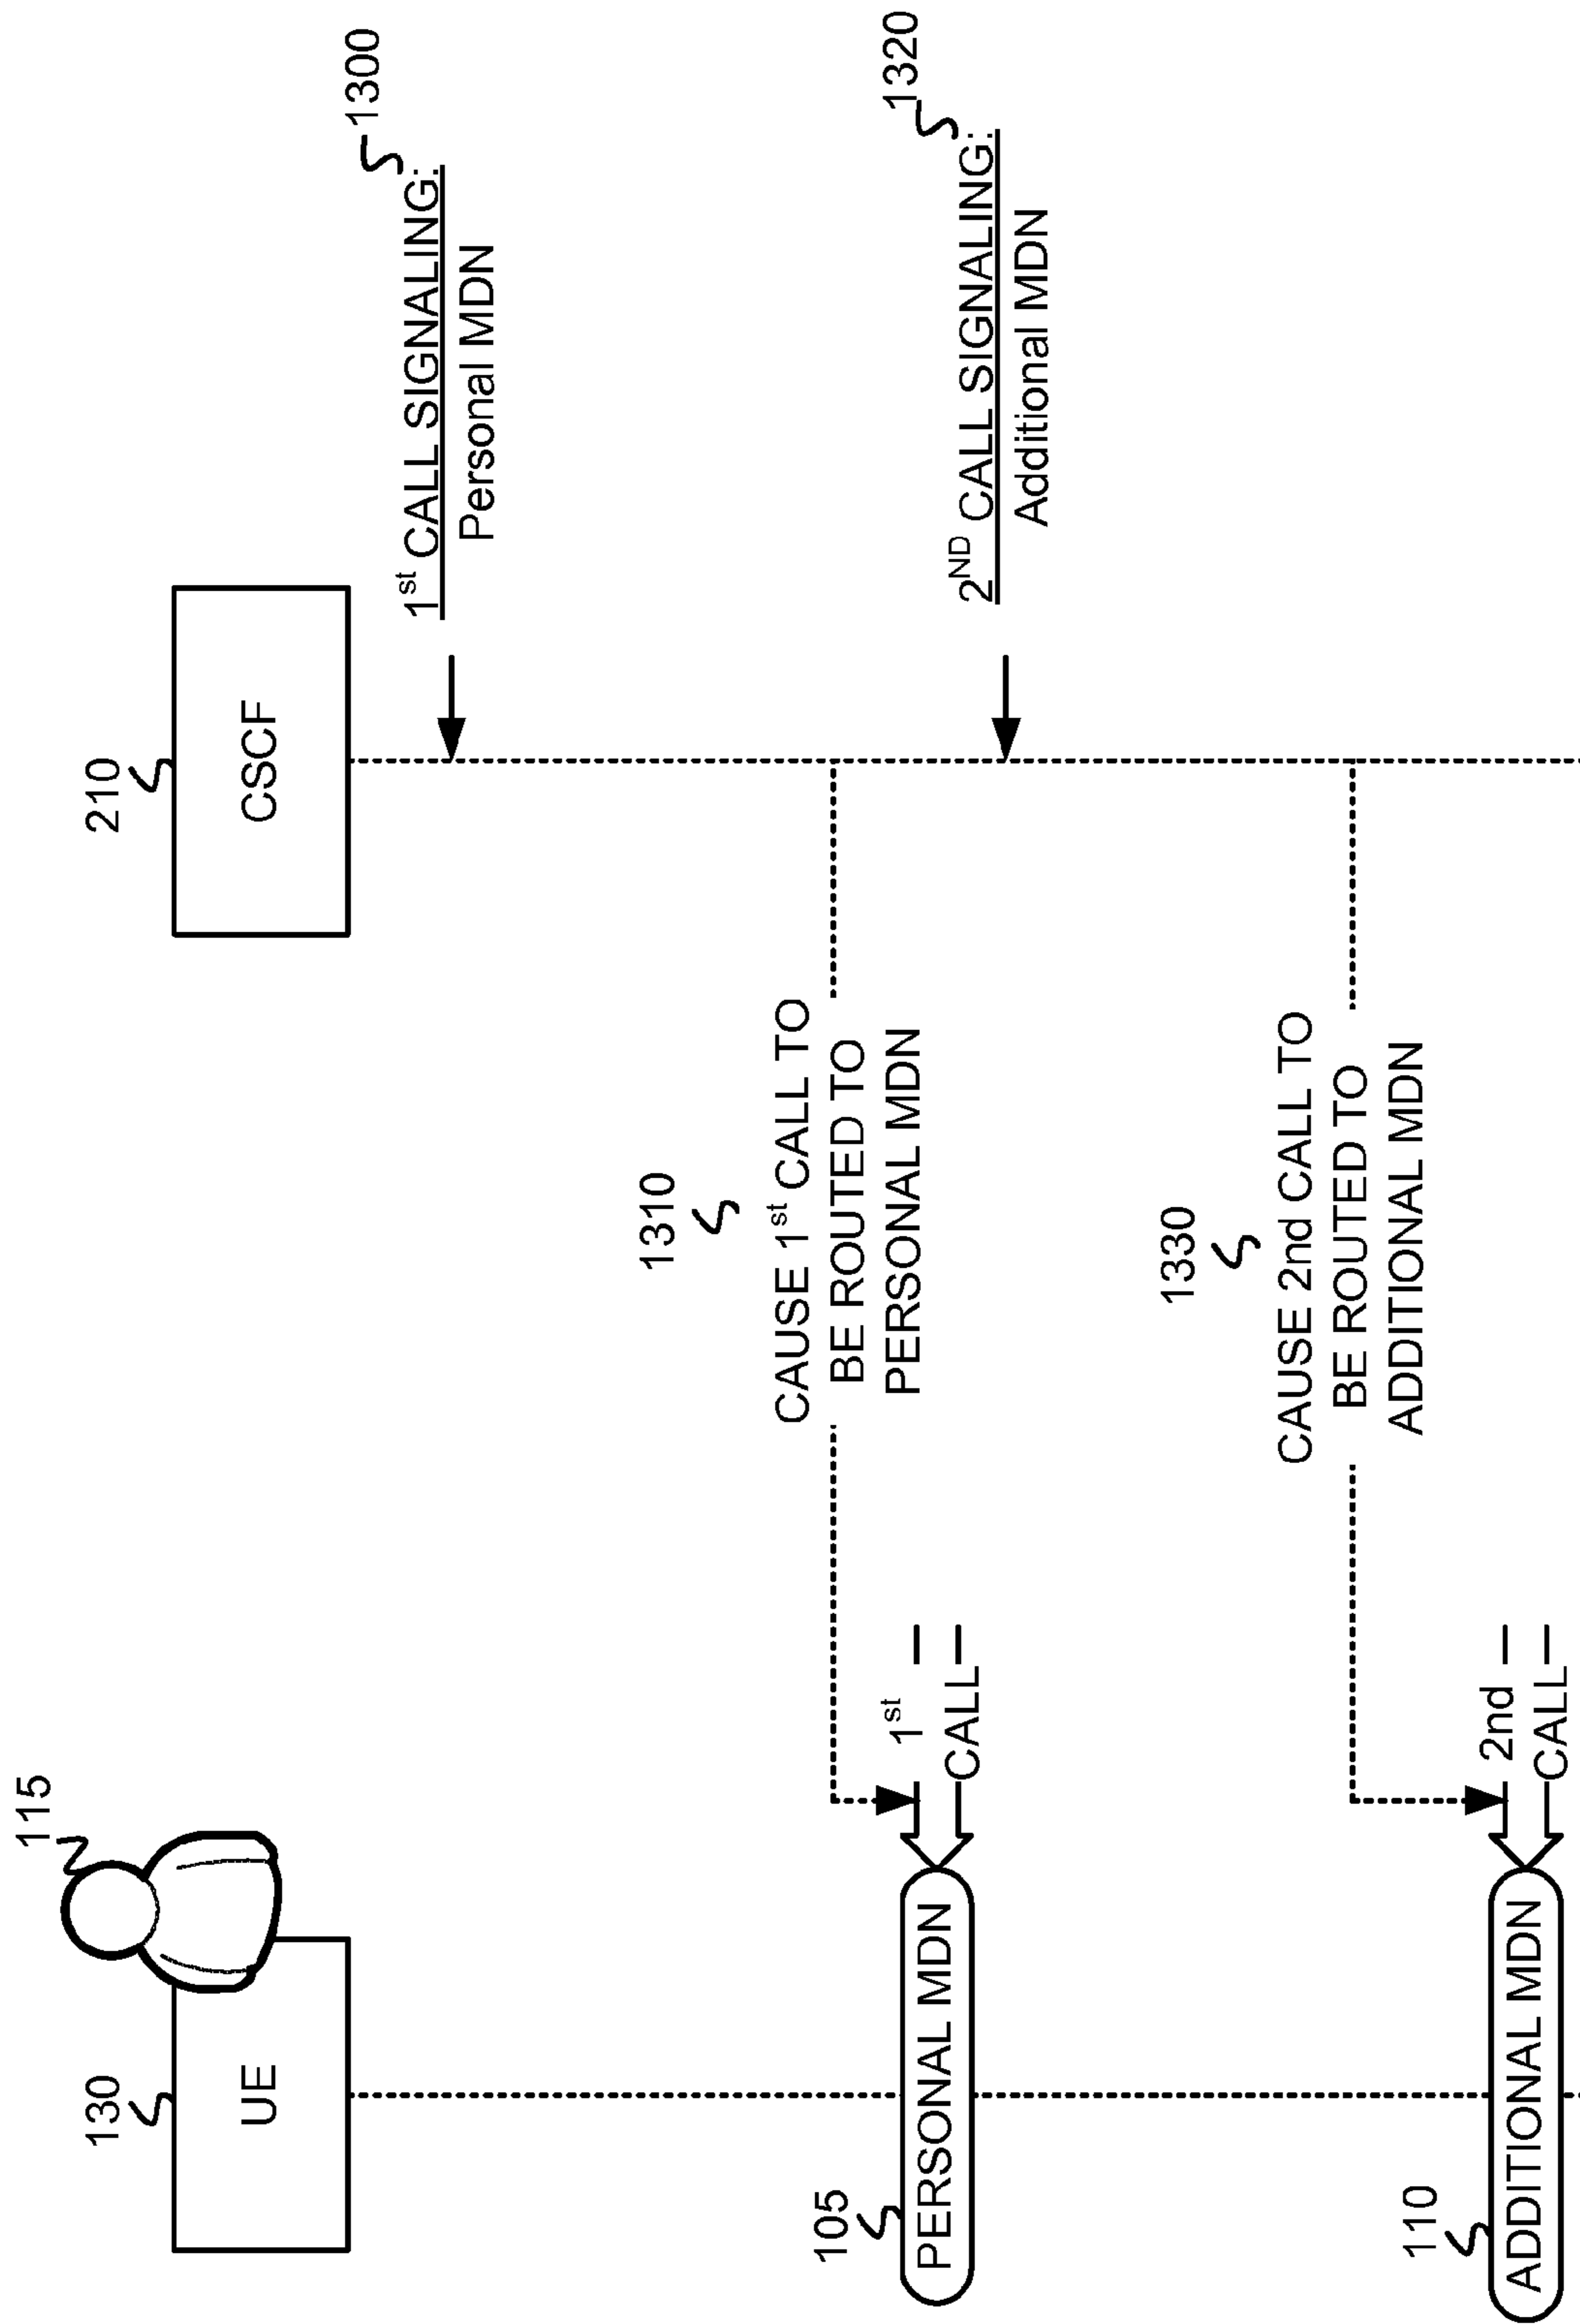 115
130
210
UE
CSCF
1300
1st CALL SIGNALING:
Personal MDN
1310
CAUSE 1st CALL TO
BE ROUTED TO
PERSONAL MDN
105
PERSONAL MDN
1st
CALL
1320
2ND CALL SIGNALING:
Additional MDN
1330
CAUSE 2nd CALL TO
BE ROUTED TO
ADDITIONAL MDN
110
ADDITIONAL MDN
2nd
CALL